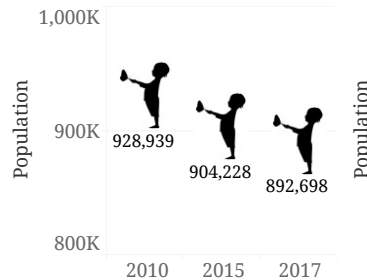 1,000K
Population
Population
928,939
900K
904,228
892,698
800K
2010 2015 2017